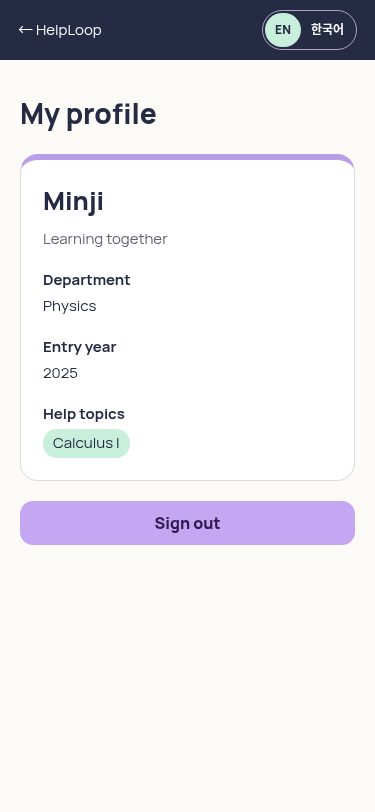 ← HelpLoop
EN 한국어
My profile
Minji
Learning together
Department
Physics
Entry year
2025
Help topics
Calculus I
Sign out